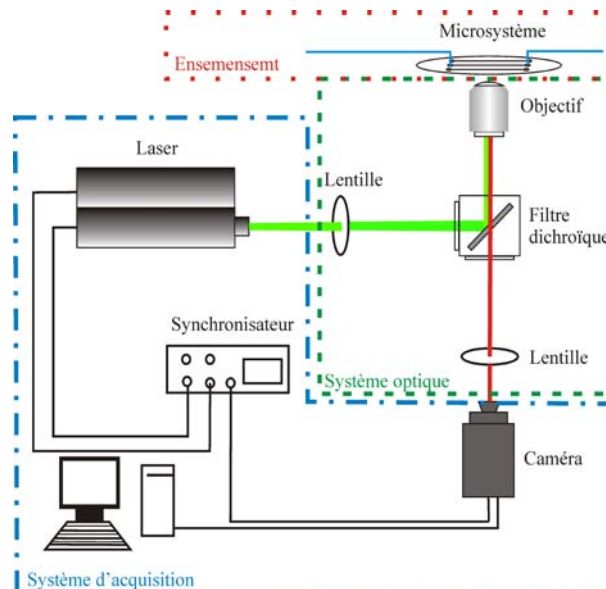 Microsystème
Ensemensemt
Objectif
Laser
Lentille
Filtre
dichroïque
Synchronisateur
Lentille
Système optique
Caméra
Système d'acquisition